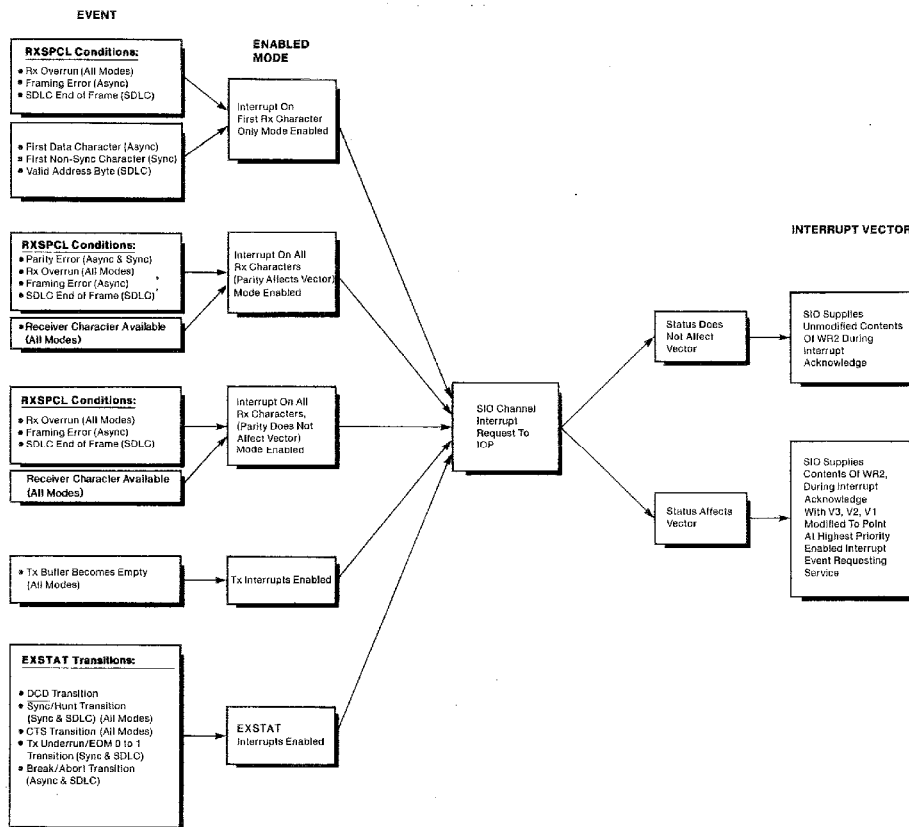 EVENT
RXSPCL Conditions:
• Rx Overrun (All Modes)
• Framing Error (Async)
• SDLC End of Frame (SDLC)
• First Data Character (Async)
• First Non-Sync Character (Sync)
• Valid Address Byte (SDLC)
RXSPCL Conditions:
• Parity Error (Async & Sync)
• Rx Overrun (All Modes)
• Framing Error (Async)
• SDLC End of Frame (SDLC)
• Receiver Character Available
(All Modes)
RXSPCL Conditions:
• Rx Overrun (All Modes)
• Framing Error (Async)
• SDLC End of Frame (SDLC)
Receiver Character Available
(All Modes)
• Tx Buffer Becomes Empty
(All Modes)
EXSTAT Transitions:
• DCD Transition
• Sync/Hunt Transition
(Sync & SDLC) (All Modes)
• CTS Transition (All Modes)
• Tx Underrun/EOM 0 to 1
Transition (Sync & SDLC)
• Break/Abort Transition
(Async & SDLC)
ENABLED
MODE
Interrupt On
First Rx Character
Only Mode Enabled
Interrupt On All
Rx Characters
(Parity Affects Vector)
Mode Enabled
Interrupt On All
Rx Characters,
(Parity Does Not
Affect Vector)
Mode Enabled
Tx Interrupts Enabled
EXSTAT
Interrupts Enabled
SIO Channel
Interrupt
Request To
IOP
Status Does
Not Affect
Vector
Status Affects
Vector
INTERRUPT VECTOR
SIO Supplies
Unmodified Contents
Of WR2 During
Interrupt
Acknowledge
SIO Supplies
Contents Of WR2,
During Interrupt
Acknowledge
With V3, V2, V1
Modified To Point
At Highest Priority
Enabled Interrupt
Event Requesting
Service